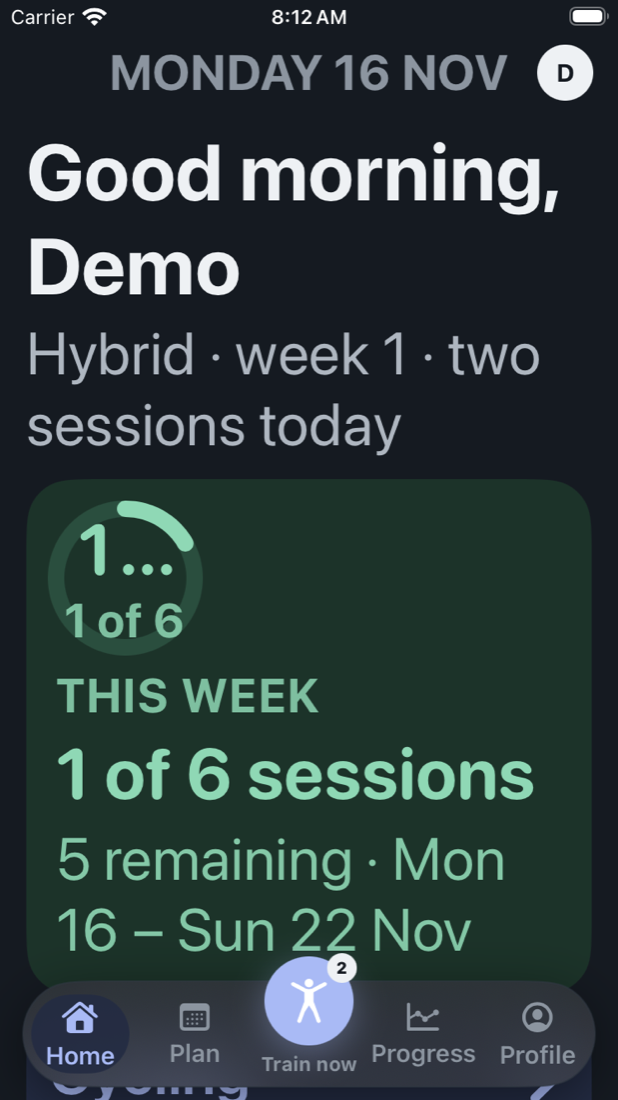 Carrier 8:12 AM
MONDAY 16 NOV D
Good morning,
Demo
Hybrid · week 1 · two
sessions today
1...
1 of 6
THIS WEEK
1 of 6 sessions
5 remaining · Mon
16 – Sun 22 Nov
2
Home Plan Train now Progress Profile
Cycling